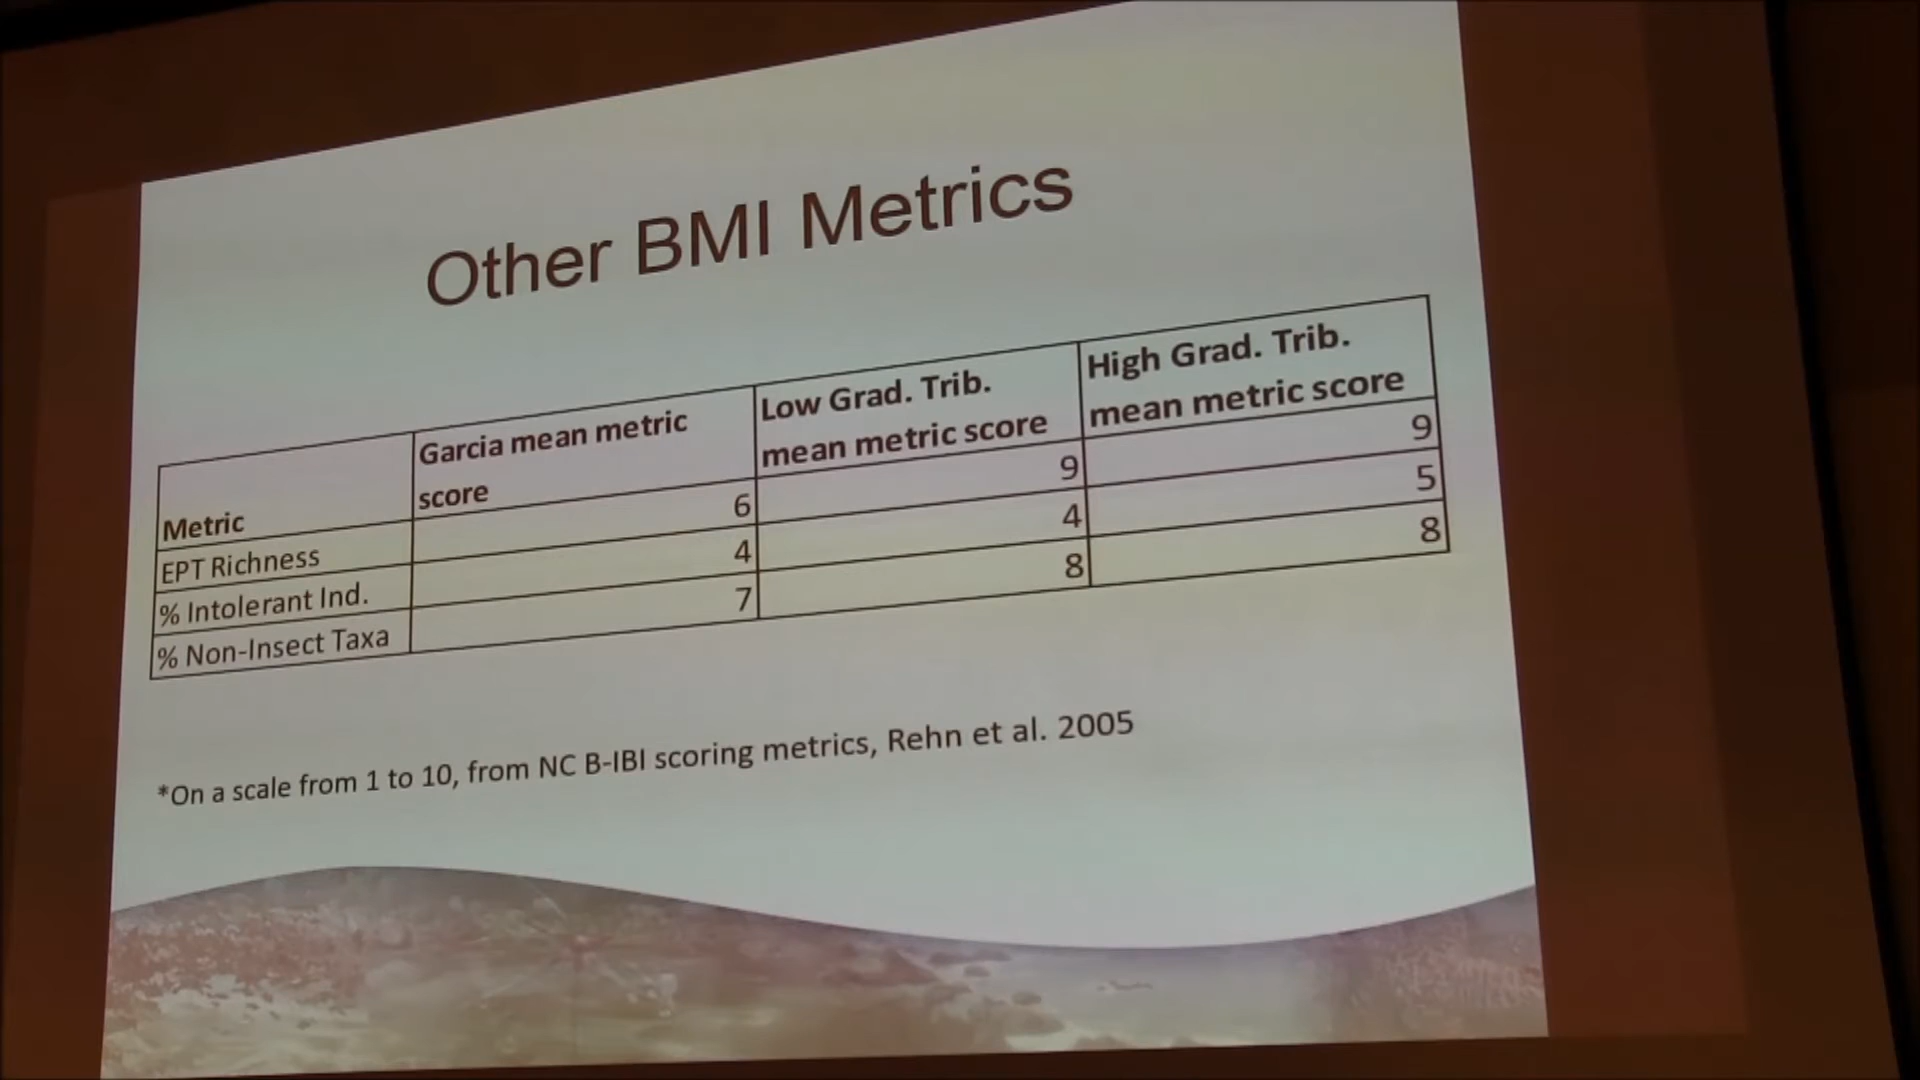 Other BMI Metrics
Metric Garcia mean metric score Low Grad. Trib. mean metric score High Grad. Trib. mean metric score
EPT Richness 6 9 9
% Intolerant Ind. 4 4 5
% Non-Insect Taxa 7 8 8
*On a scale from 1 to 10, from NC B-IBI scoring metrics, Rehn et al. 2005